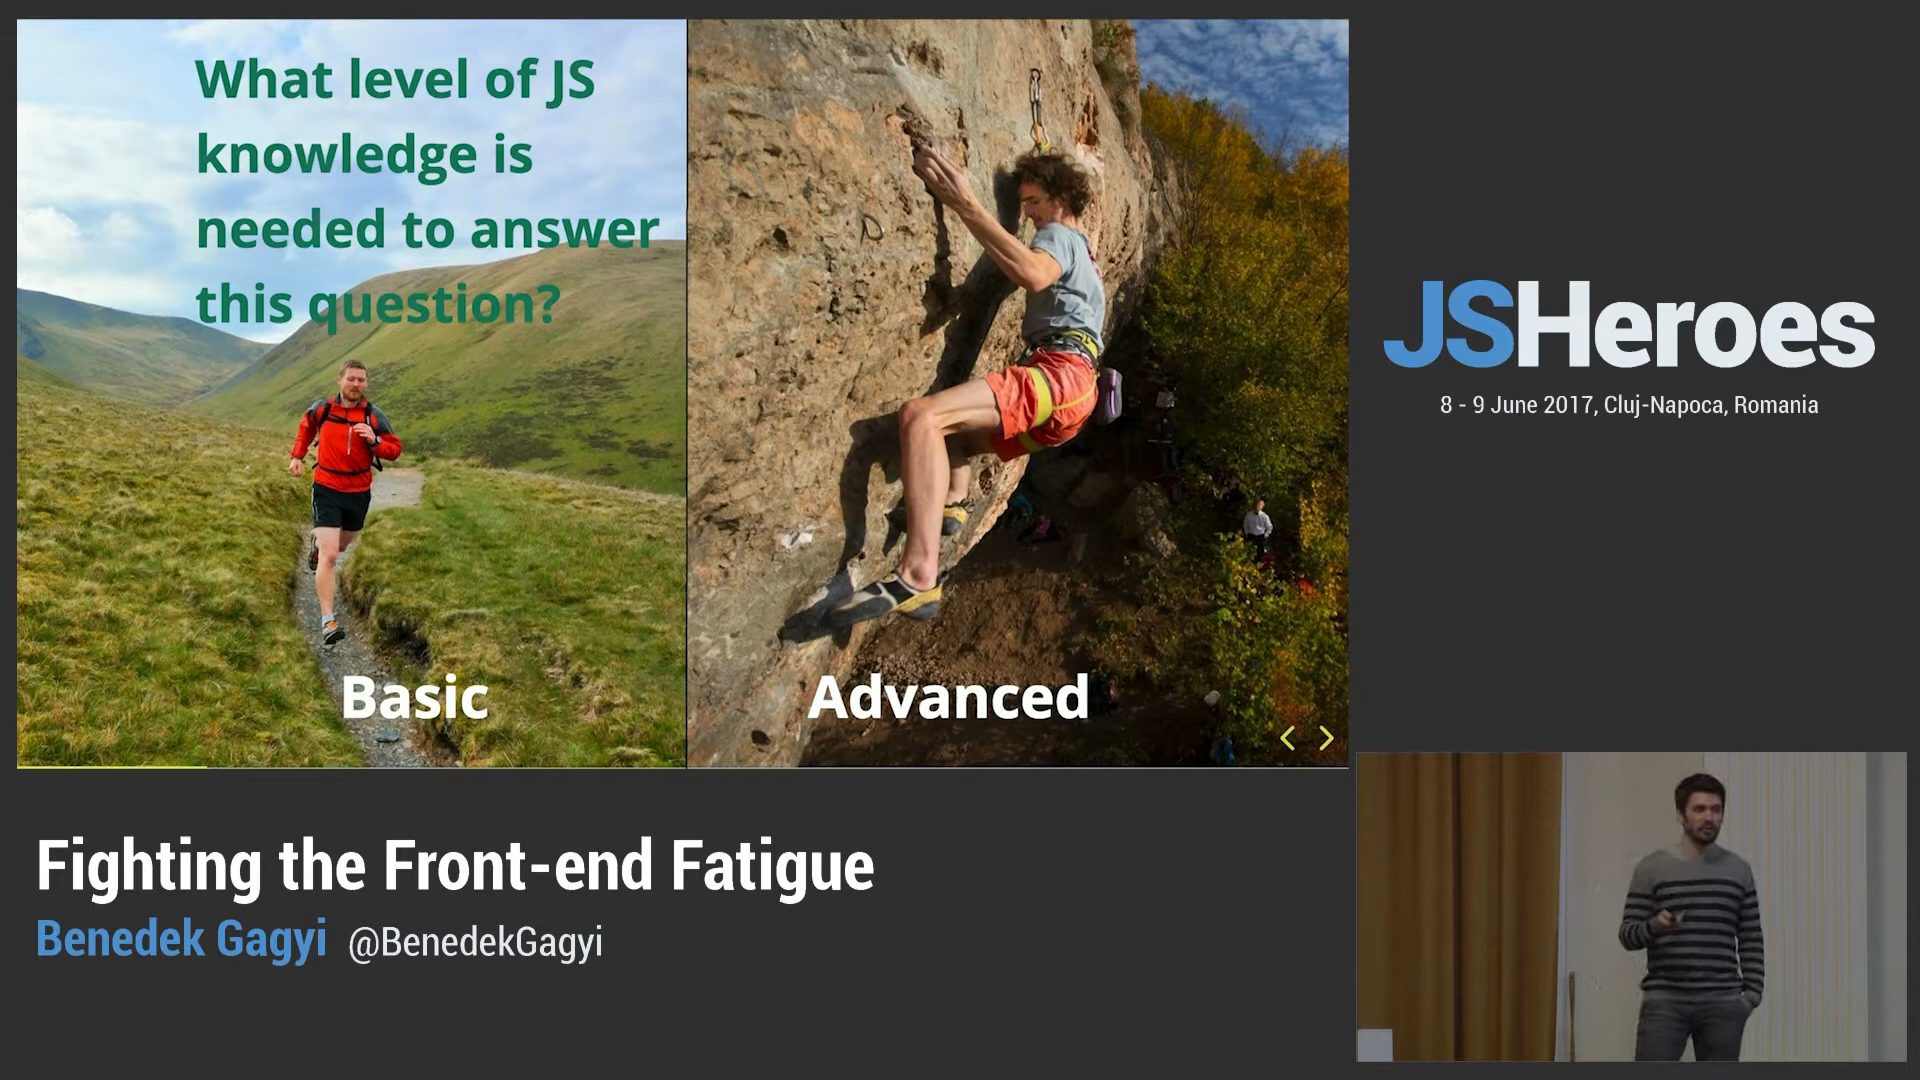 What level of JS
knowledge is
needed to answer
this question?
Basic
Advanced
JSHeroes
8 - 9 June 2017, Cluj-Napoca, Romania
Fighting the Front-end Fatigue
Benedek Gagyi @BenedekGagyi